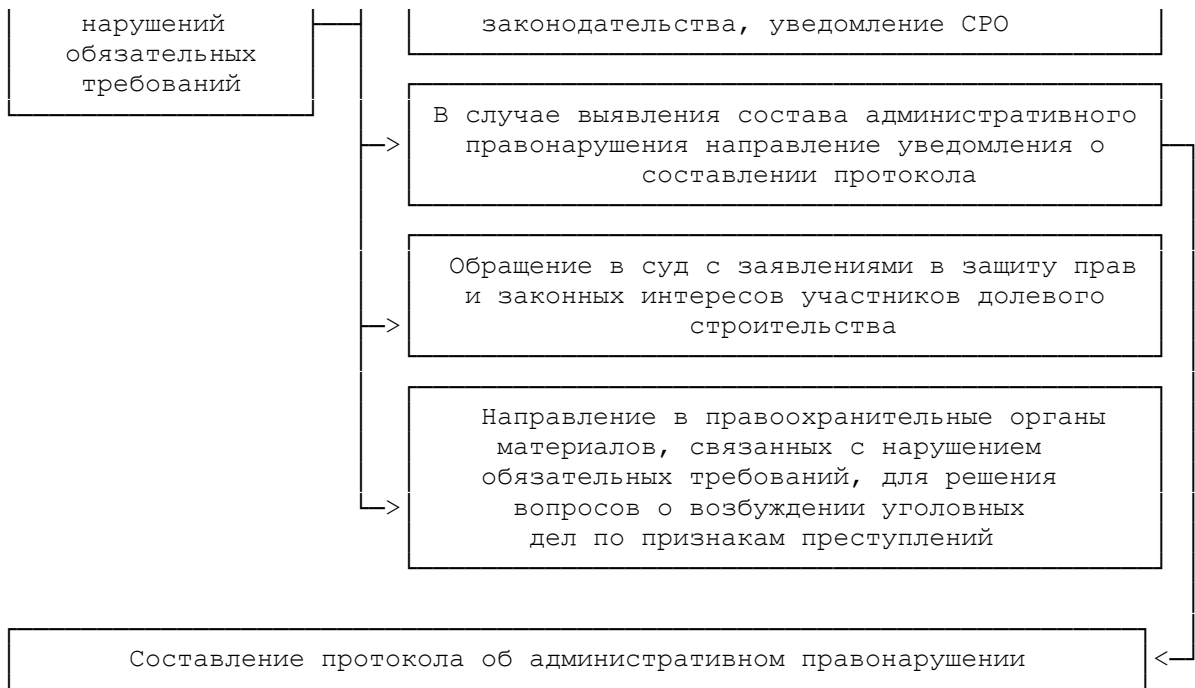 нарушений
обязательных
требований
законодательства, уведомление СРО
В случае выявления состава административного
правонарушения направление уведомления о
составлении протокола
Обращение в суд с заявлениями в защиту прав
и законных интересов участников долевого
строительства
Направление в правоохранительные органы
материалов, связанных с нарушением
обязательных требований, для решения
вопросов о возбуждении уголовных
дел по признакам преступлений
Составление протокола об административном правонарушении